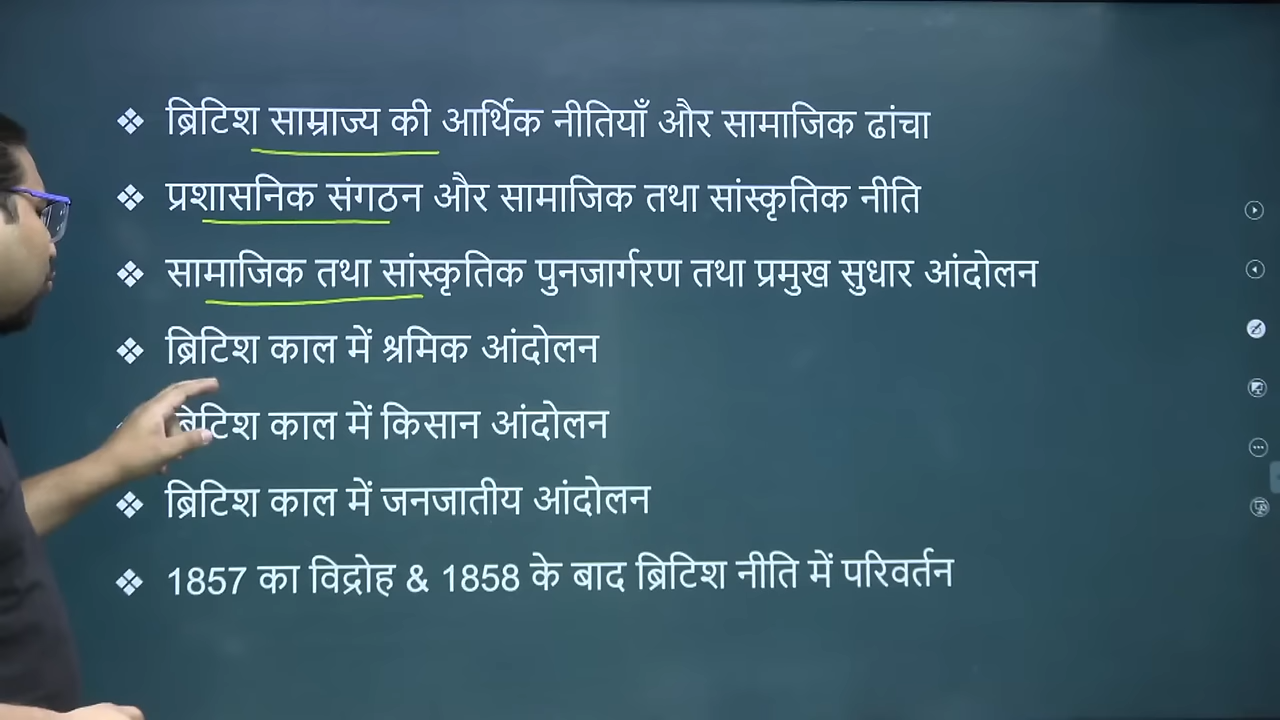 ❖ ब्रिटिश साम्राज्य की आर्थिक नीतियाँ और सामाजिक ढांचा
❖ प्रशासनिक संगठन और सामाजिक तथा सांस्कृतिक नीति
❖ सामाजिक तथा सांस्कृतिक पुनजार्गरण तथा प्रमुख सुधार आंदोलन
❖ ब्रिटिश काल में श्रमिक आंदोलन
ब्रिटिश काल में किसान आंदोलन
❖ ब्रिटिश काल में जनजातीय आंदोलन
❖ 1857 का विद्रोह & 1858 के बाद ब्रिटिश नीति में परिवर्तन